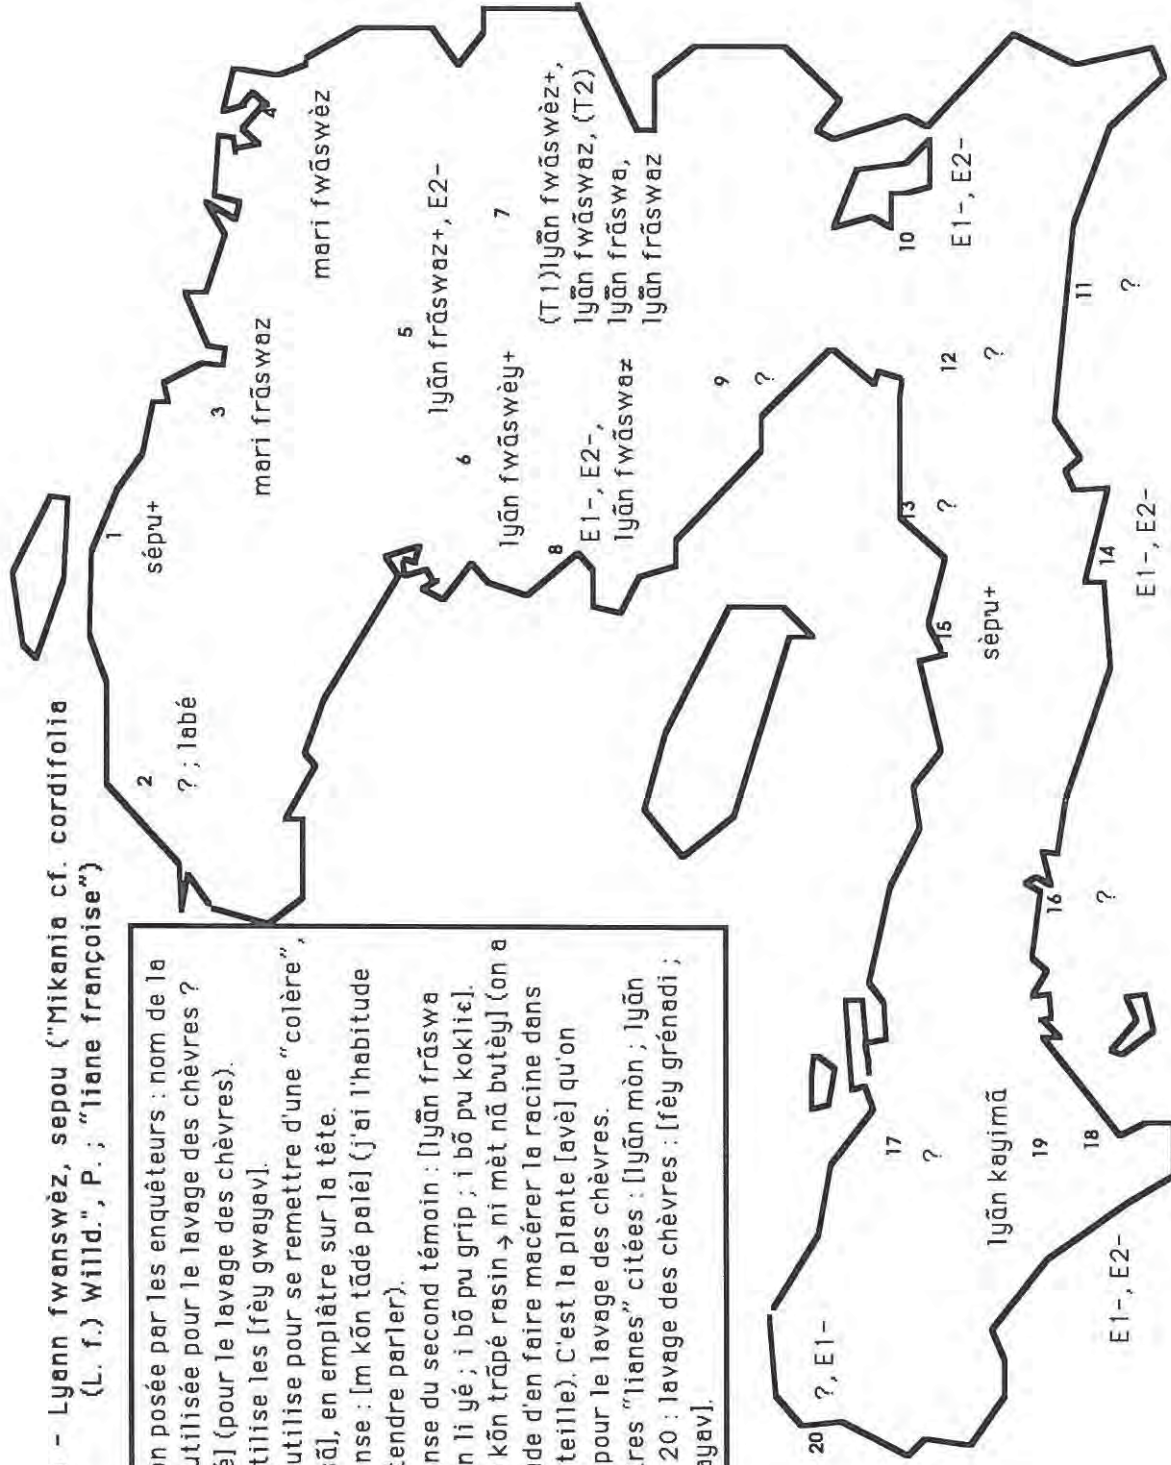 - Lyann fwanswèz, sepou ("Mikania cf. cordifolia
(L. f.) Willd.", P. ; "liane françoise")
on posée par les enquêteurs : nom de la
utilisée pour le lavage des chèvres ?
(pour le lavage des chèvres).
tilise les [fèy gwayav].
utilise pour se remettre d'une "colère",
en emplâtre sur la tête.
nse : [m kõn tãdé palé] (j'ai l'habitude
tendre parler).
nse du second témoin : [lyãn frãswa
n li yé ; i bõ pu grip ; i bõ pu kokliɛ].
kõn trãpé rasin → ni mèt nã butèy] (on a
de d'en faire macérer la racine dans
teille). C'est la plante [avè] qu'on
pour le lavage des chèvres.
res "lianes" citées : [lyãn mòn ; lyãn
20 : lavage des chèvres : [fèy grénadi ;
ayav].
1
sépu+
2
? ; labé
3
mari frãswaz
4
mari fwãswèz
5
lyãn frãswaz+, E2-
6
lyãn fwãswèy+
7
(T1)lyãn fwãswèz+,
lyãn fwãswaz, (T2)
lyãn frãswa,
lyãn frãswaz
8
E1-, E2-,
lyãn fwãswaz
9
?
10
E1-, E2-
11
?
12
?
13
?
14
E1-, E2-
15
sèpu+
16
?
17
?
lyãn kayimã
19
18
E1-, E2-
20
?, E1-